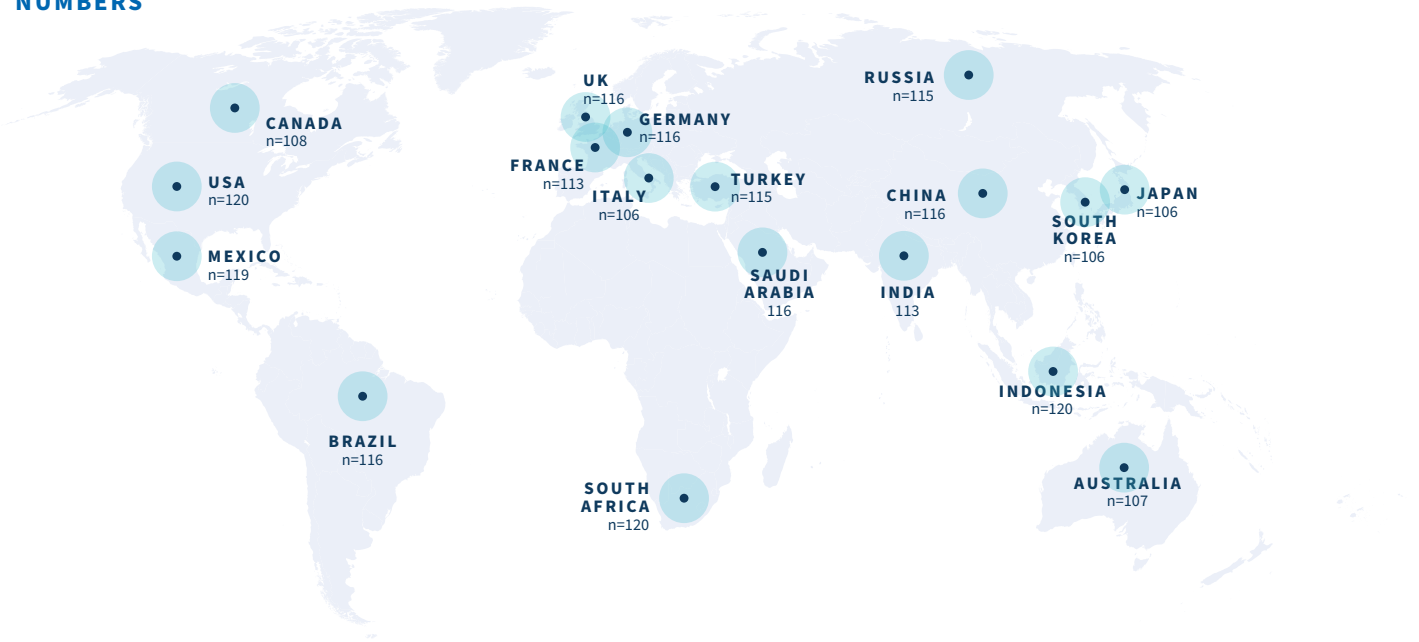 NUMBERS
CANADA
n=108
USA
n=120
MEXICO
n=119
BRAZIL
n=116
UK
n=116
GERMANY
n=116
FRANCE
n=113
ITALY
n=106
TURKEY
n=115
SAUDI
ARABIA
116
SOUTH
AFRICA
n=120
RUSSIA
n=115
CHINA
n=116
INDIA
113
SOUTH
KOREA
n=106
JAPAN
n=106
INDONESIA
n=120
AUSTRALIA
n=107